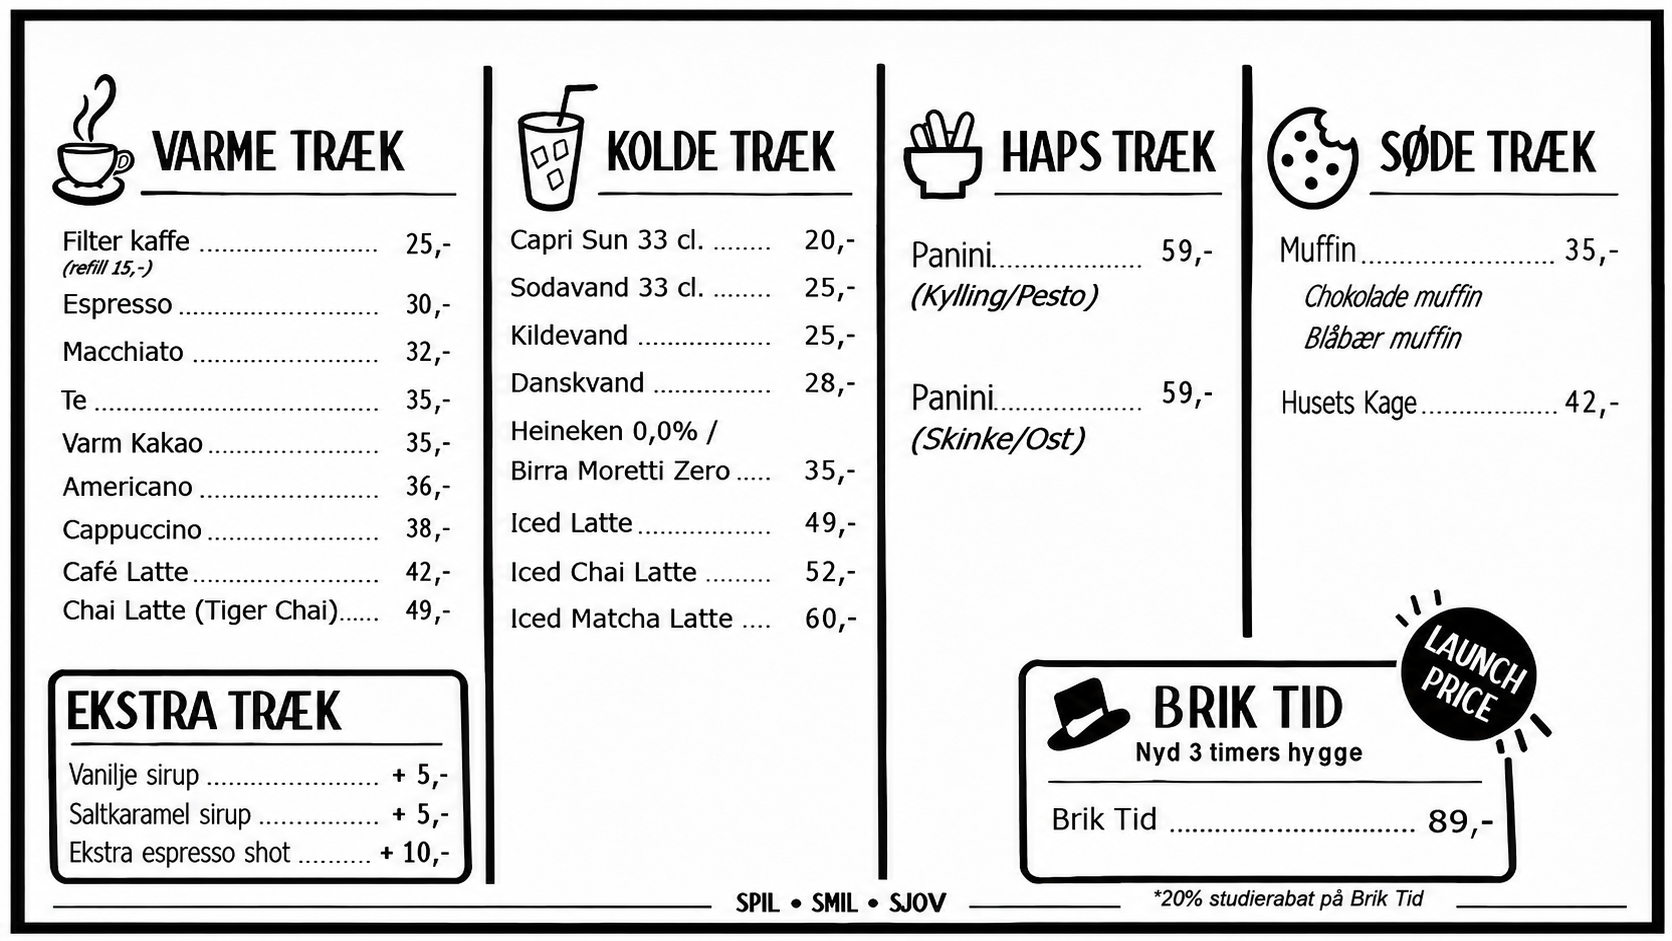 VARME TRÆK
Filter kaffe ........................... 25,-
(refill 15,-)
Espresso ............................. 30,-
Macchiato ........................... 32,-
Te ......................................... 35,-
Varm Kakao ......................... 35,-
Americano .......................... 36,-
Cappuccino ......................... 38,-
Café Latte ........................... 42,-
Chai Latte (Tiger Chai)...... 49,-
EKSTRA TRÆK
Vanilje sirup ......................... + 5,-
Saltkaramel sirup ................. + 5,-
Ekstra espresso shot .......... + 10,-
KOLDE TRÆK
Capri Sun 33 cl. ........ 20,-
Sodavand 33 cl. ........ 25,-
Kildevand ................... 25,-
Danskvand ................. 28,-
Heineken 0,0% /
Birra Moretti Zero ..... 35,-
Iced Latte ................... 49,-
Iced Chai Latte .......... 52,-
Iced Matcha Latte .... 60,-
HAPS TRÆK
Panini...................... 59,-
(Kylling/Pesto)
Panini...................... 59,-
(Skinke/Ost)
SØDE TRÆK
Muffin ............................ 35,-
Chokolade muffin
Blåbær muffin
Husets Kage ................... 42,-
LAUNCH
PRICE
BRIK TID
Nyd 3 timers hygge
Brik Tid .................................... 89,-
SPIL • SMIL • SJOV
*20% studierabat på Brik Tid